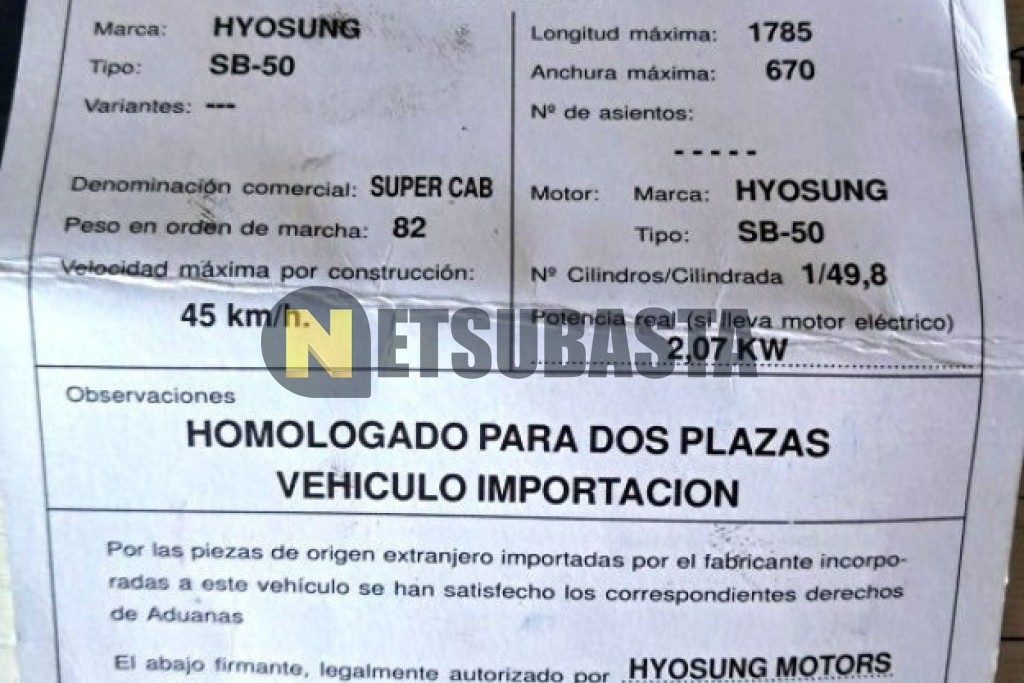 Marca: HYOSUNG
Tipo: SB-50
Variantes: ---
Denominación comercial: SUPER CAB
Peso en orden de marcha: 82
Velocidad máxima por construcción:
45 km/h.
Longitud máxima: 1785
Anchura máxima: 670
Nº de asientos:
-----
Motor: Marca: HYOSUNG
Tipo: SB-50
Nº Cilindros/Cilindrada 1/49,8
Potencia real (si lleva motor eléctrico)
2,07 KW
NETSUBASTA
Observaciones
HOMOLOGADO PARA DOS PLAZAS
VEHICULO IMPORTACION
Por las piezas de origen extranjero importadas por el fabricante incorpo-
radas a este vehículo se han satisfecho los correspondientes derechos
de Aduanas
El abajo firmante, legalmente autorizado por HYOSUNG MOTORS